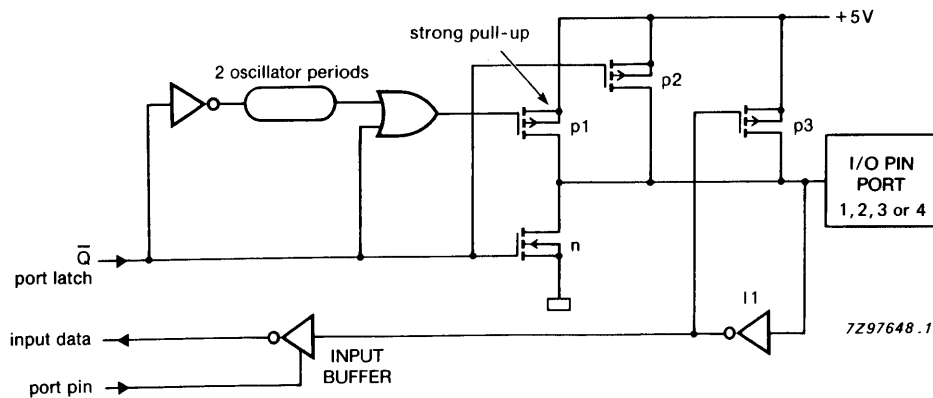 +5V
strong pull-up
2 oscillator periods
p2
p1
p3
I/O PIN
PORT
1, 2, 3 or 4
n
Q̅
port latch
I1
input data
INPUT
BUFFER
port pin
7Z97648.1